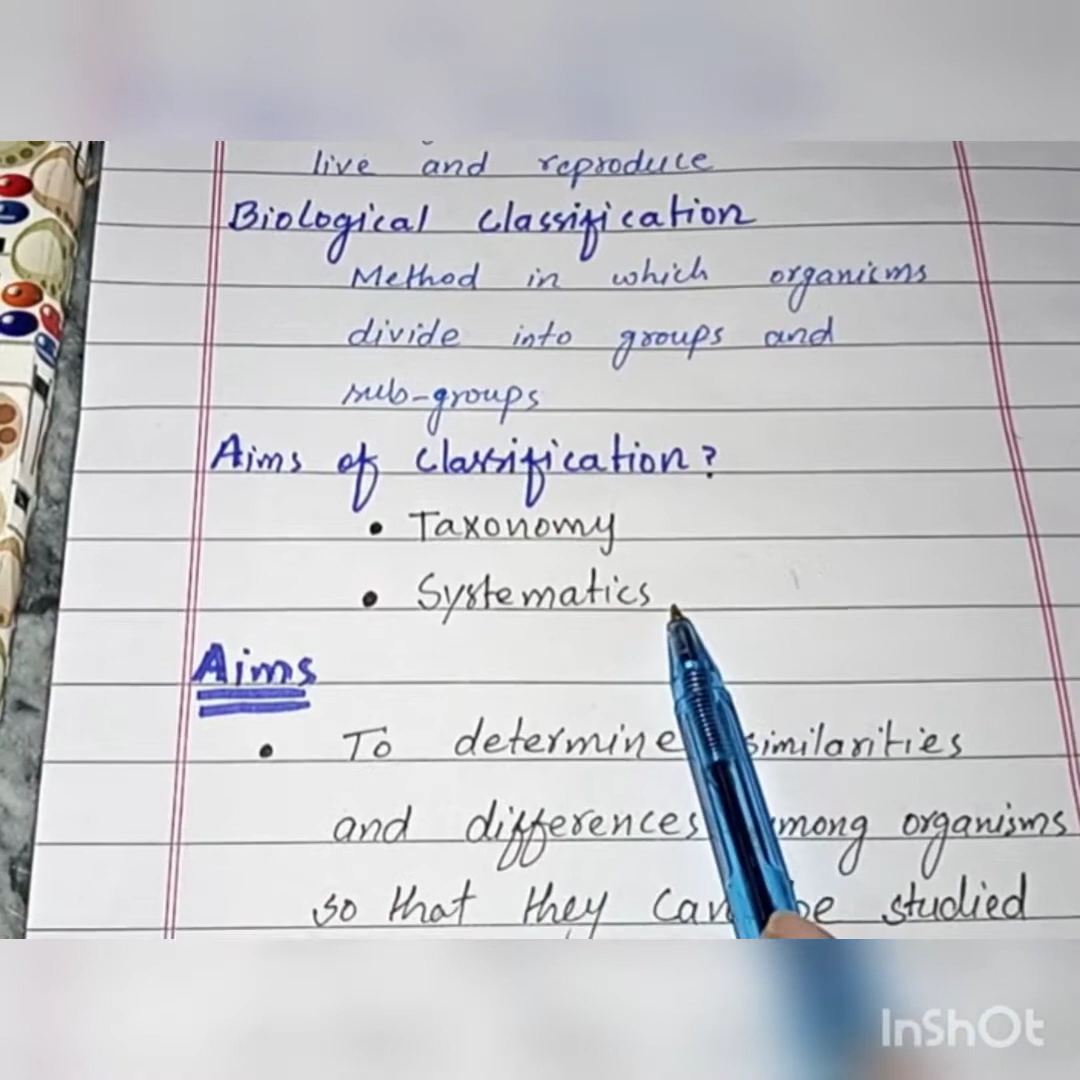 live and reproduce
Biological classification
Method in which organisms
divide into groups and
sub-groups
Aims of classification?
• Taxonomy
• Systematics
Aims
• To determine similarities
and differences among organisms
so that they can be studied
InShOt